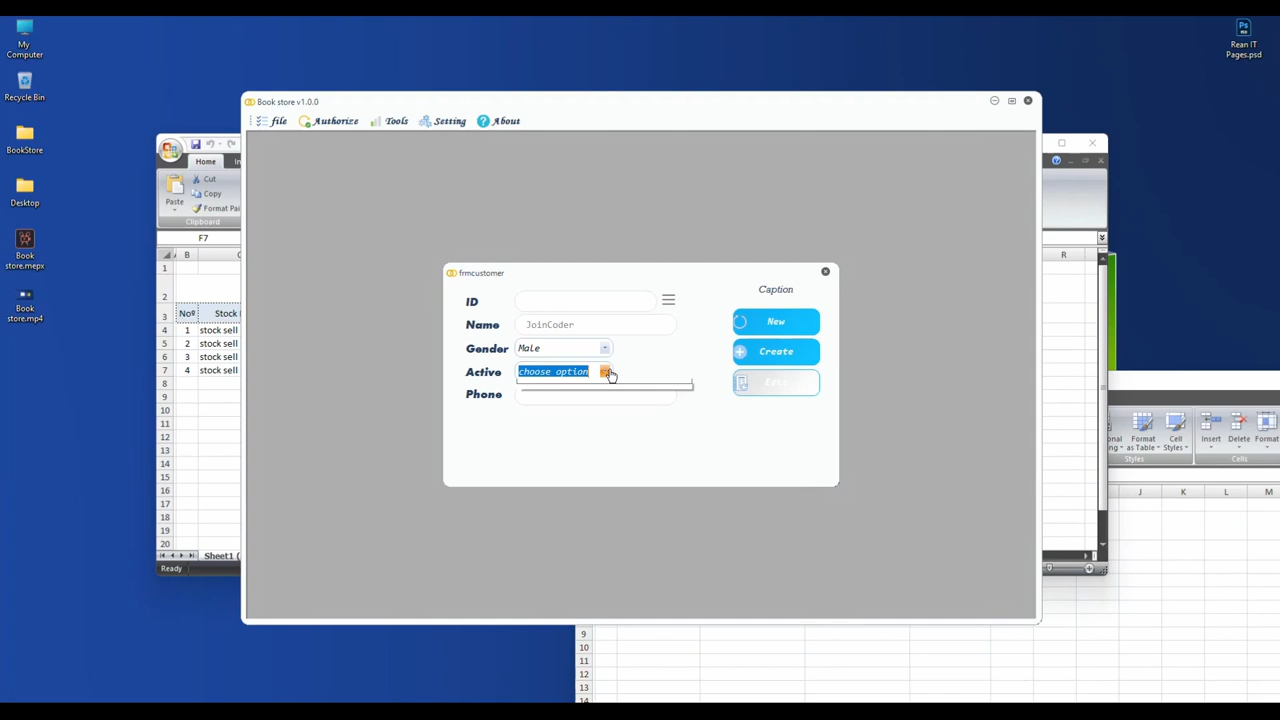 My
Computer
Recycle Bin
BookStore
Desktop
Book
store.mepx
Book
store.mp4
Rean IT
Pages.psd
Book store v1.0.0
file
Authorize
Tools
Setting
About
Home
Cut
Copy
Paste
Clipboard
F7
B
R
1
2
3
4
5
6
7
8
9
10
11
12
13
14
15
16
17
18
19
20
Nº
Stock
1
stock sell
2
stock sell
3
stock sell
4
stock sell
Sheet1 (
Ready
frmcustomer
Caption
ID
Name
JoinCoder
Gender
Male
Active
choose option
Phone
New
Create
Edit
Format
as Table
Cell
Styles
Styles
Insert
Delete
Format
Cells
J
K
L
M
9
10
11
12
13
14